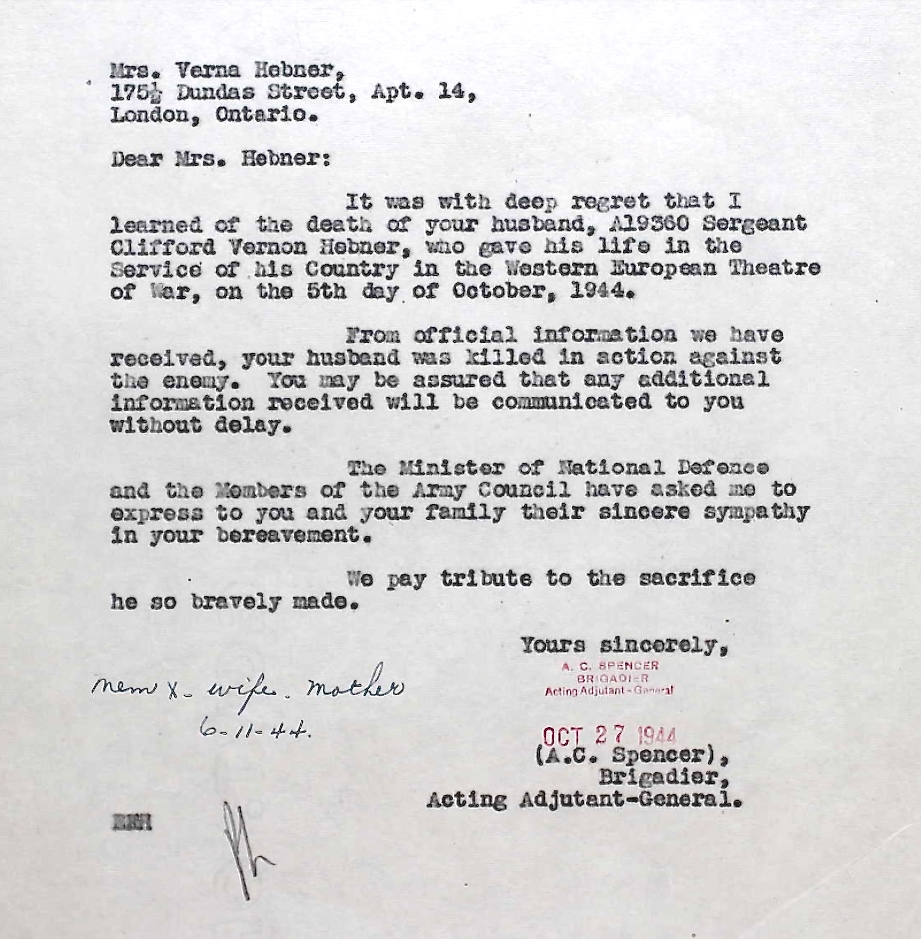 Mrs. Verna Hebner,
175½ Dundas Street, Apt. 14,
London, Ontario.
Dear Mrs. Hebner:
It was with deep regret that I
learned of the death of your husband, A19360 Sergeant
Clifford Vernon Hebner, who gave his life in the
Service of his Country in the Western European Theatre
of War, on the 5th day of October, 1944.
From official information we have
received, your husband was killed in action against
the enemy. You may be assured that any additional
information received will be communicated to you
without delay.
The Minister of National Defence
and the Members of the Army Council have asked me to
express to you and your family their sincere sympathy
in your bereavement.
We pay tribute to the sacrifice
he so bravely made.
Yours sincerely,
A. C. SPENCER
BRIGADIER
Acting Adjutant-General
Mem X - wife. Mother
6-11-44.
OCT 27 1944
(A.C. Spencer),
Brigadier,
Acting Adjutant-General.